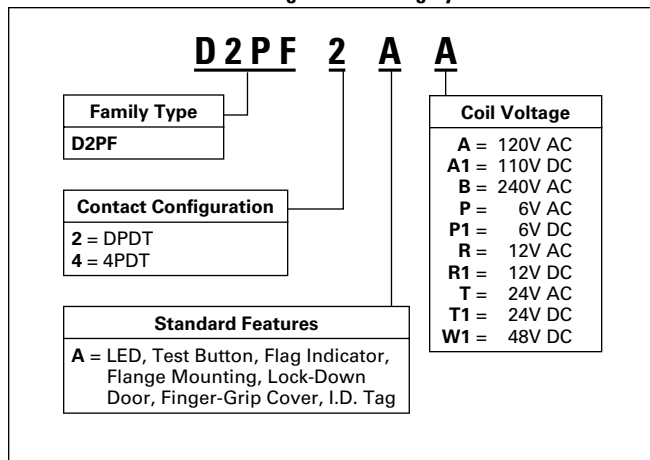 D2PF 2 A A
Family Type
D2PF
Contact Configuration
2 = DPDT
4 = 4PDT
Standard Features
A = LED, Test Button, Flag Indicator,
Flange Mounting, Lock-Down
Door, Finger-Grip Cover, I.D. Tag
Coil Voltage
A = 120V AC
A1 = 110V DC
B = 240V AC
P = 6V AC
P1 = 6V DC
R = 12V AC
R1 = 12V DC
T = 24V AC
T1 = 24V DC
W1 = 48V DC